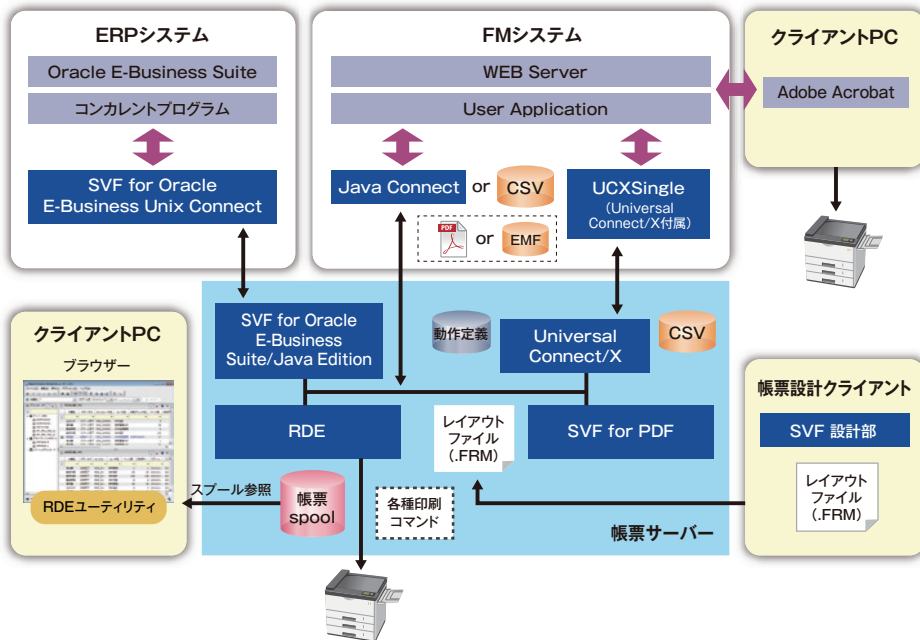 ERPシステム
Oracle E-Business Suite
コンカレントプログラム
SVF for Oracle
E-Business Unix Connect
FMシステム
WEB Server
User Application
Java Connect
or
CSV
PDF
or
EMF
UCXSingle
(Universal
Connect/X付属)
クライアントPC
Adobe Acrobat
クライアントPC
ブラウザー
RDEユーティリティ
スプール参照
SVF for Oracle
E-Business
Suite/Java Edition
動作定義
Universal
Connect/X
CSV
RDE
レイアウト
ファイル
(.FRM)
SVF for PDF
帳票
spool
各種印刷
コマンド
帳票サーバー
帳票設計クライアント
SVF 設計部
レイアウト
ファイル
(.FRM)